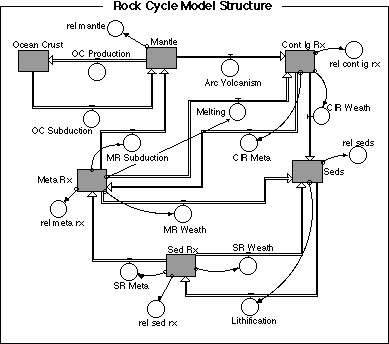 Rock Cycle Model Structure
rel mantle
Ocean Crust
OC Production
Mantle
Cont Ig Rx
rel cont ig rx
Arc Volcanism
Melting
CIR Weath
OC Subduction
MR Subduction
CIR Meta
rel seds
Meta Rx
Seds
rel meta rx
MR Weath
Sed Rx
SR Weath
SR Meta
rel sed rx
Lithification